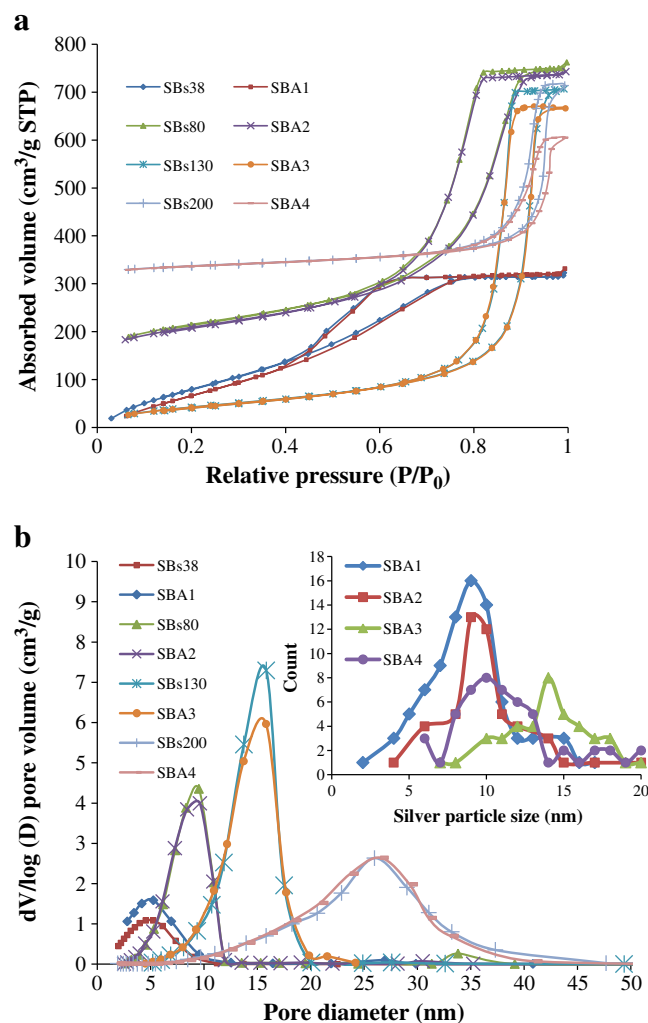 a
Absorbed volume (cm³/g STP)
800
700
600
500
400
300
200
100
0
SBs38 SBA1
SBs80 SBA2
SBs130 SBA3
SBs200 SBA4
0 0.2 0.4 0.6 0.8 1
Relative pressure (P/P₀)
b
dV/log (D) pore volume (cm³/g)
10
9
8
7
6
5
4
3
2
1
0
SBs38
SBA1
SBs80
SBA2
SBs130
SBA3
SBs200
SBA4
Count
18
16
14
12
10
8
6
4
2
0
SBA1
SBA2
SBA3
SBA4
0 5 10 15 20
Silver particle size (nm)
0 5 10 15 20 25 30 35 40 45 50
Pore diameter (nm)